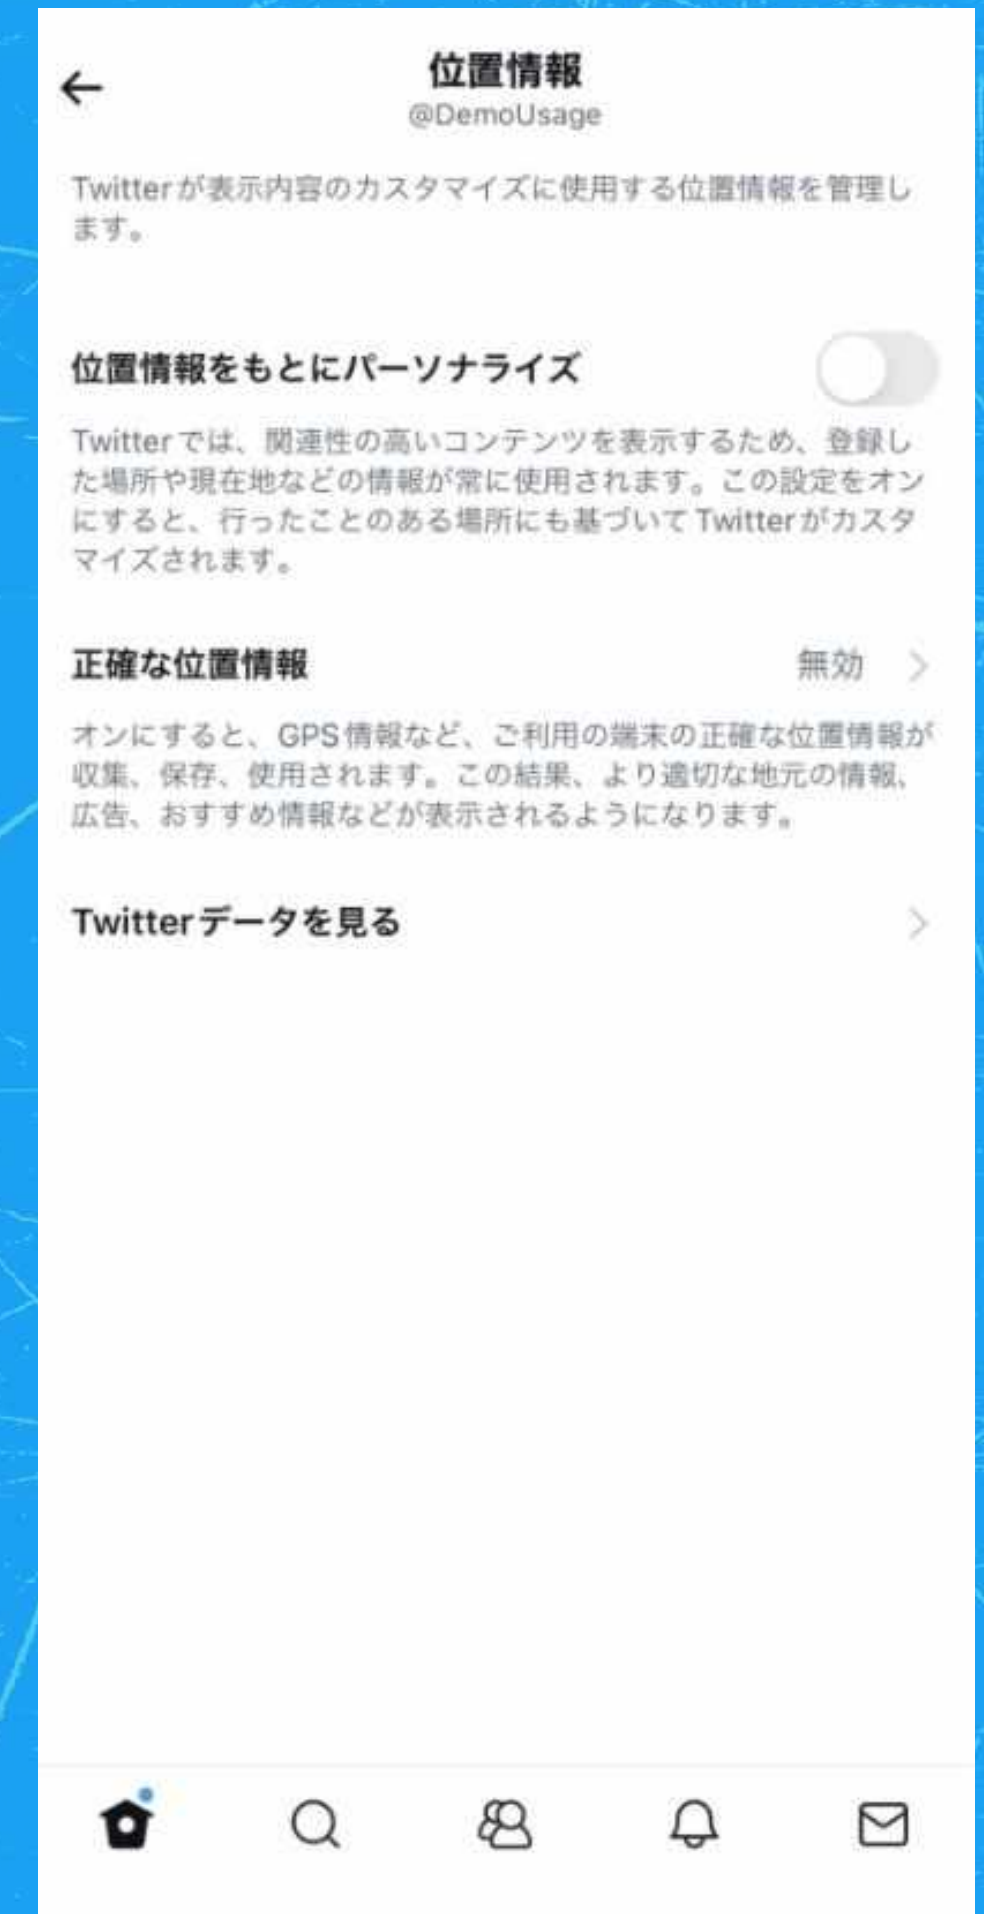 位置情報
@DemoUsage
Twitterが表示内容のカスタマイズに使用する位置情報を管理し
ます。
位置情報をもとにパーソナライズ
Twitterでは、関連性の高いコンテンツを表示するため、登録し
た場所や現在地などの情報が常に使用されます。この設定をオン
にすると、行ったことのある場所にも基づいてTwitterがカスタ
マイズされます。
正確な位置情報 無効
オンにすると、GPS情報など、ご利用の端末の正確な位置情報が
収集、保存、使用されます。この結果、より適切な地元の情報、
広告、おすすめ情報などが表示されるようになります。
Twitterデータを見る